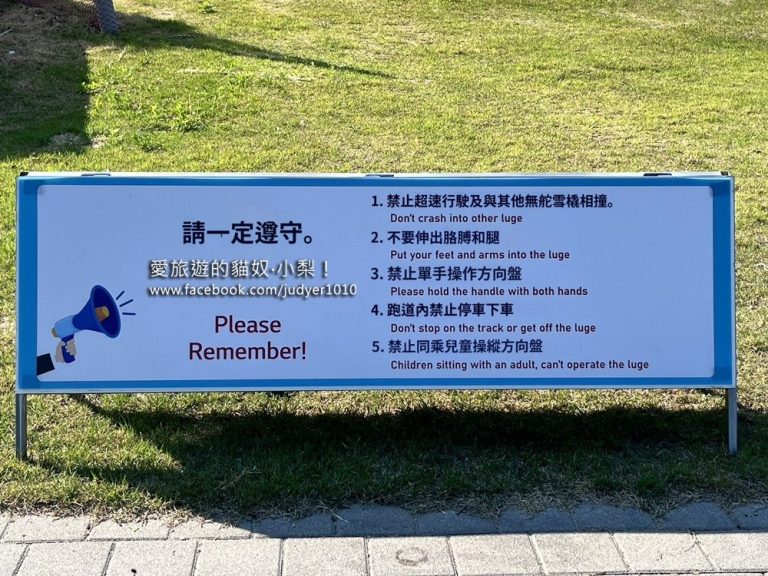 請一定遵守。
愛旅遊的貓奴·小梨！
www.facebook.com/judyer1010
Please
Remember!
1. 禁止超速行駛及與其他無舵雪橇相撞。
Don't crash into other luge
2. 不要伸出胳膊和腿
Put your feet and arms into the luge
3. 禁止單手操作方向盤
Please hold the handle with both hands
4. 跑道內禁止停車下車
Don't stop on the track or get off the luge
5. 禁止同乘兒童操縱方向盤
Children sitting with an adult, can't operate the luge